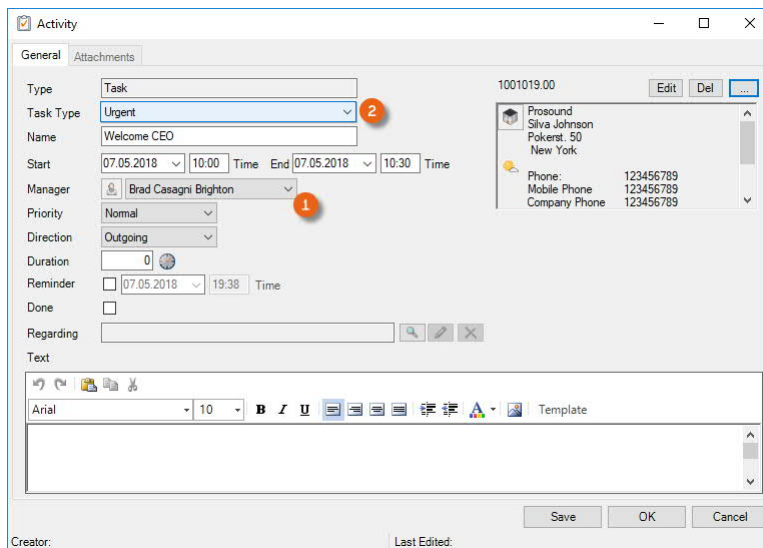 Activity
General Attachments
Type Task
Task Type Urgent 2
Name Welcome CEO
Start 07.05.2018 10:00 Time End 07.05.2018 10:30 Time
Manager Brad Casagni Brighton 1
Priority Normal
Direction Outgoing
Duration 0
Reminder 07.05.2018 19:38 Time
Done
Regarding
1001019.00 Edit Del ...
Prosound
Silva Johnson
Pokerst. 50
New York
Phone: 123456789
Mobile Phone 123456789
Company Phone 123456789
Text
Arial 10 B I U A Template
Save OK Cancel
Creator: Last Edited: